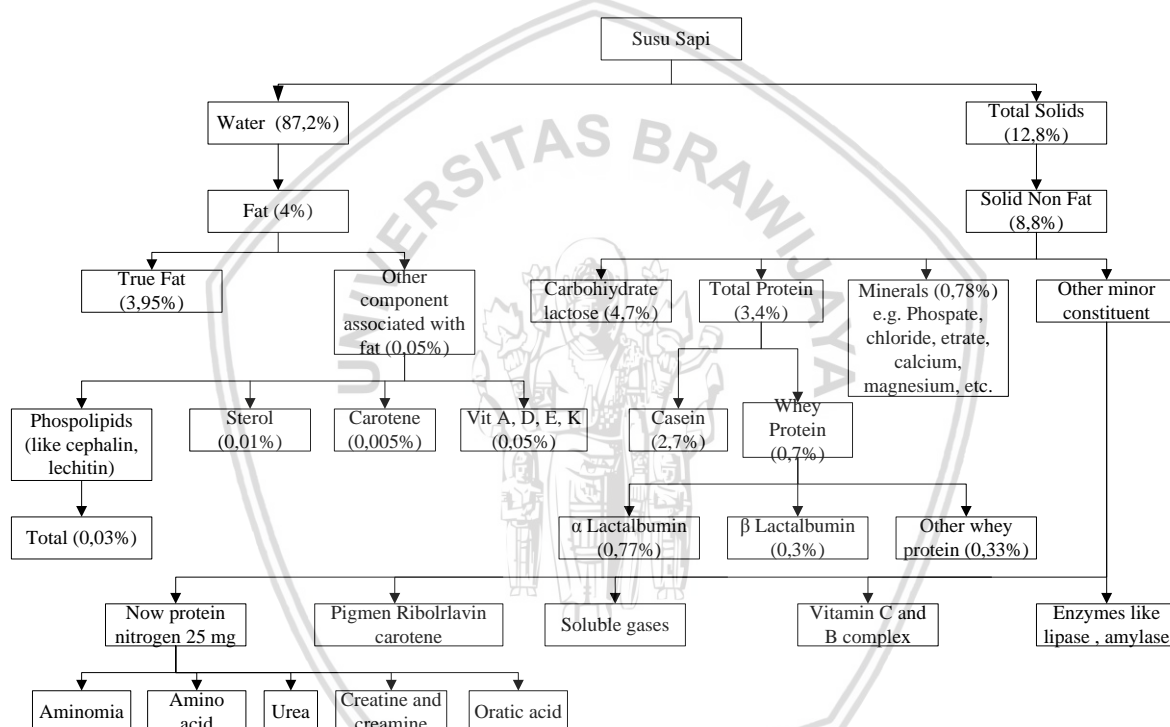 Susu Sapi
Water (87,2%)
Total Solids
(12,8%)
Fat (4%)
Solid Non Fat
(8,8%)
True Fat
(3,95%)
Other
component
associated with
fat (0,05%)
Carbohiydrate
lactose (4,7%)
Total Protein
(3,4%)
Minerals (0,78%)
e.g. Phospate,
chloride, etrate,
calcium,
magnesium, etc.
Other minor
constituent
Phospolipids
(like cephalin,
lechitin)
Sterol
(0,01%)
Carotene
(0,005%)
Vit A, D, E, K
(0,05%)
Casein
(2,7%)
Whey
Protein
(0,7%)
Total (0,03%)
α Lactalbumin
(0,77%)
β Lactalbumin
(0,3%)
Other whey
protein (0,33%)
Now protein
nitrogen 25 mg
Pigmen Ribolrlavin
carotene
Soluble gases
Vitamin C and
B complex
Enzymes like
lipase , amylase
Aminomia
Amino
acid
Urea
Creatine and
creamine
Oratic acid
UNIVERSITAS BRAWIJAYA